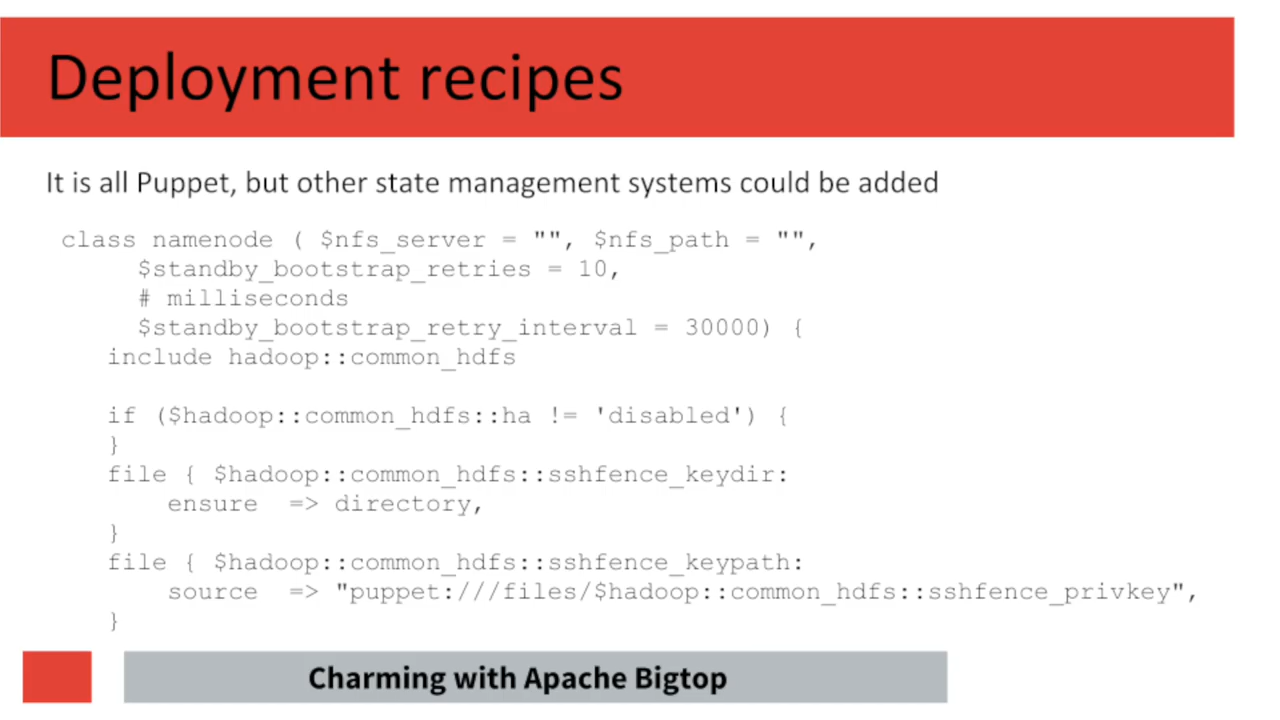 Deployment recipes
It is all Puppet, but other state management systems could be added
class namenode ( $nfs_server = "", $nfs_path = "",
$standby_bootstrap_retries = 10,
# milliseconds
$standby_bootstrap_retry_interval = 30000) {
include hadoop::common_hdfs
if ($hadoop::common_hdfs::ha != 'disabled') {
}
file { $hadoop::common_hdfs::sshfence_keydir:
ensure => directory,
}
file { $hadoop::common_hdfs::sshfence_keypath:
source => "puppet:///files/$hadoop::common_hdfs::sshfence_privkey",
}
Charming with Apache Bigtop